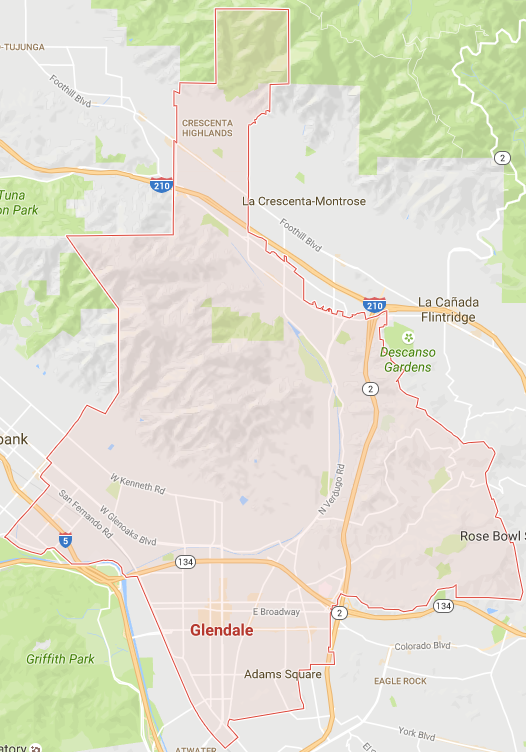 O-TUJUNGA
Foothill Blvd
2
CRESCENTA
HIGHLANDS
210
Tuna
on Park
La Crescenta-Montrose
Foothill Blvd
210
La Cañada
Flintridge
Descanso
Gardens
2
bank
W Kenneth Rd
N Verdugo Rd
San Fernando Rd
W Glenoaks Blvd
5
Rose Bowl S
134
E Broadway
2
134
Glendale
Colorado Blvd
Griffith Park
Adams Square
EAGLE ROCK
York Blvd
atory
ATWATER
El